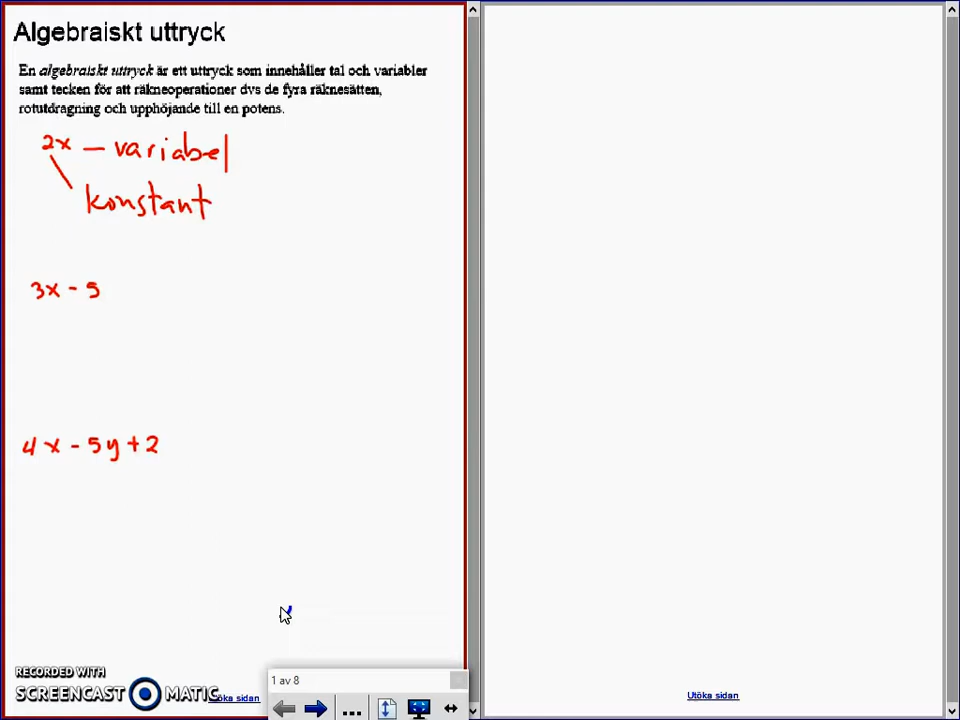 Algebraiskt uttryck
En algebraiskt uttryck är ett uttryck som innehåller tal och variabler
samt tecken för att räkneoperationer dvs de fyra räknesätten,
rotutdragning och upphöjande till en potens.
2x — variabel
konstant
3x - 5
4x - 5y + 2
RECORDED WITH
SCREENCAST MATIC
Utöka sidan
1 av 8
...
Utöka sidan